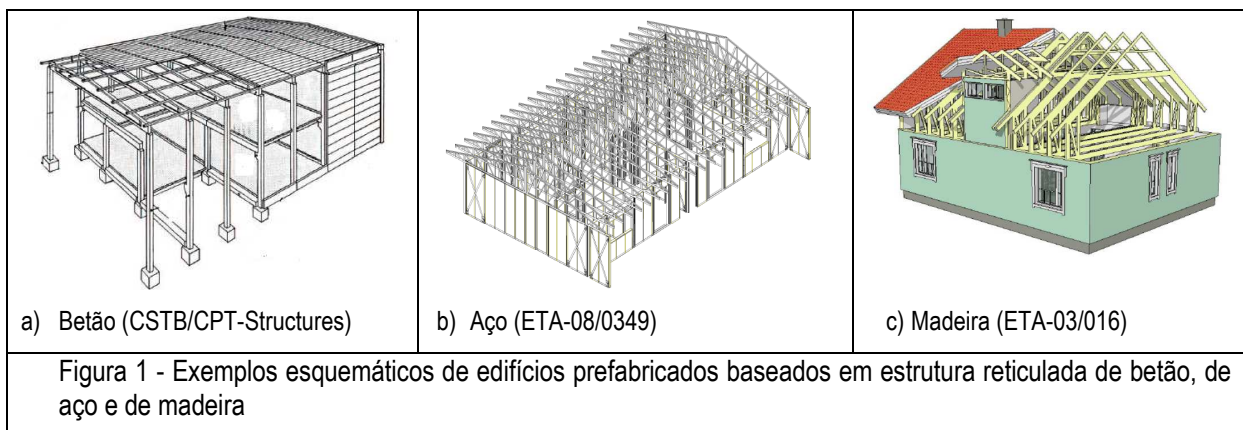 a) Betão (CSTB/CPT-Structures)
b) Aço (ETA-08/0349)
c) Madeira (ETA-03/016)
Figura 1 - Exemplos esquemáticos de edifícios prefabricados baseados em estrutura reticulada de betão, de
aço e de madeira